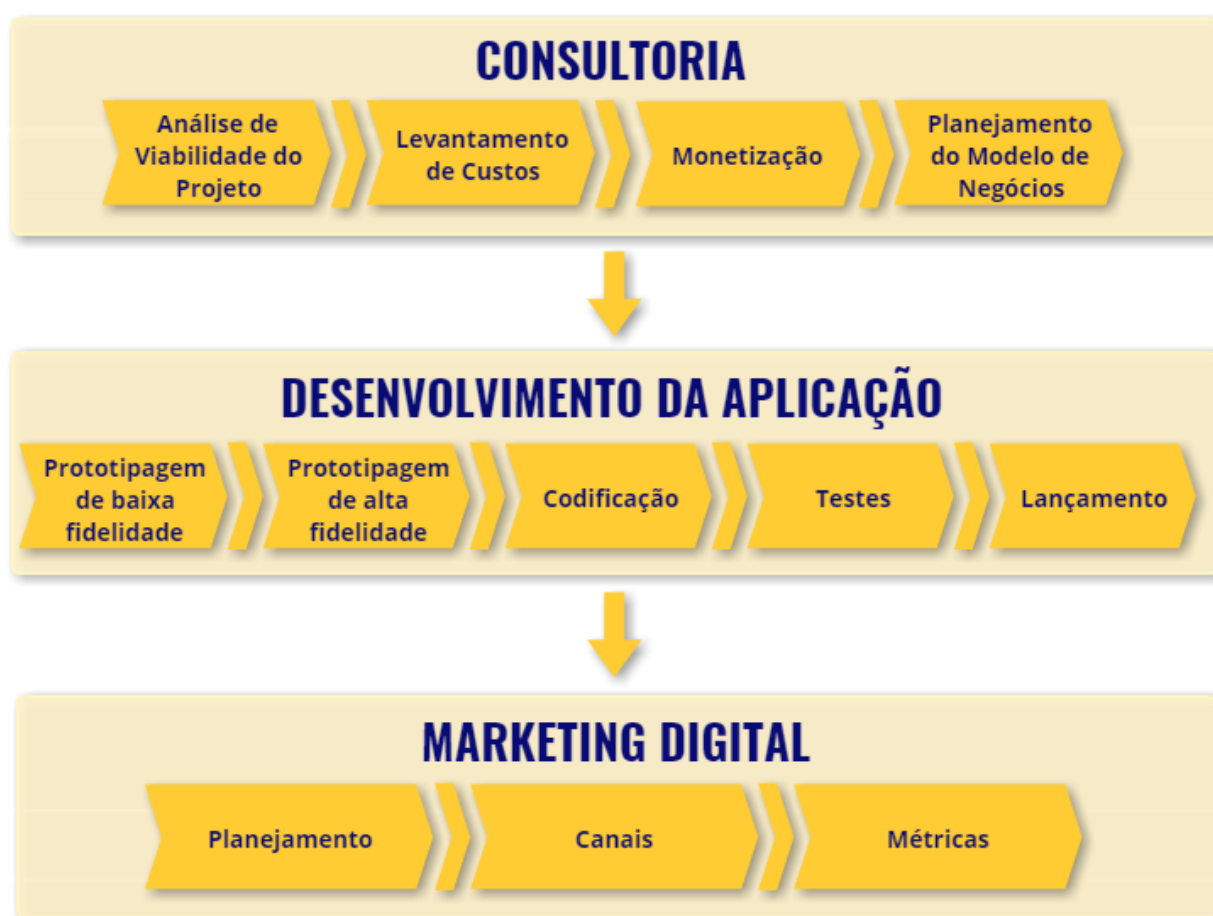 CONSULTORIA
Análise de
Viabilidade do
Projeto
Levantamento
de Custos
Monetização
Planejamento
do Modelo de
Negócios
DESENVOLVIMENTO DA APLICAÇÃO
Prototipagem
de baixa
fidelidade
Prototipagem
de alta
fidelidade
Codificação
Testes
Lançamento
MARKETING DIGITAL
Planejamento
Canais
Métricas